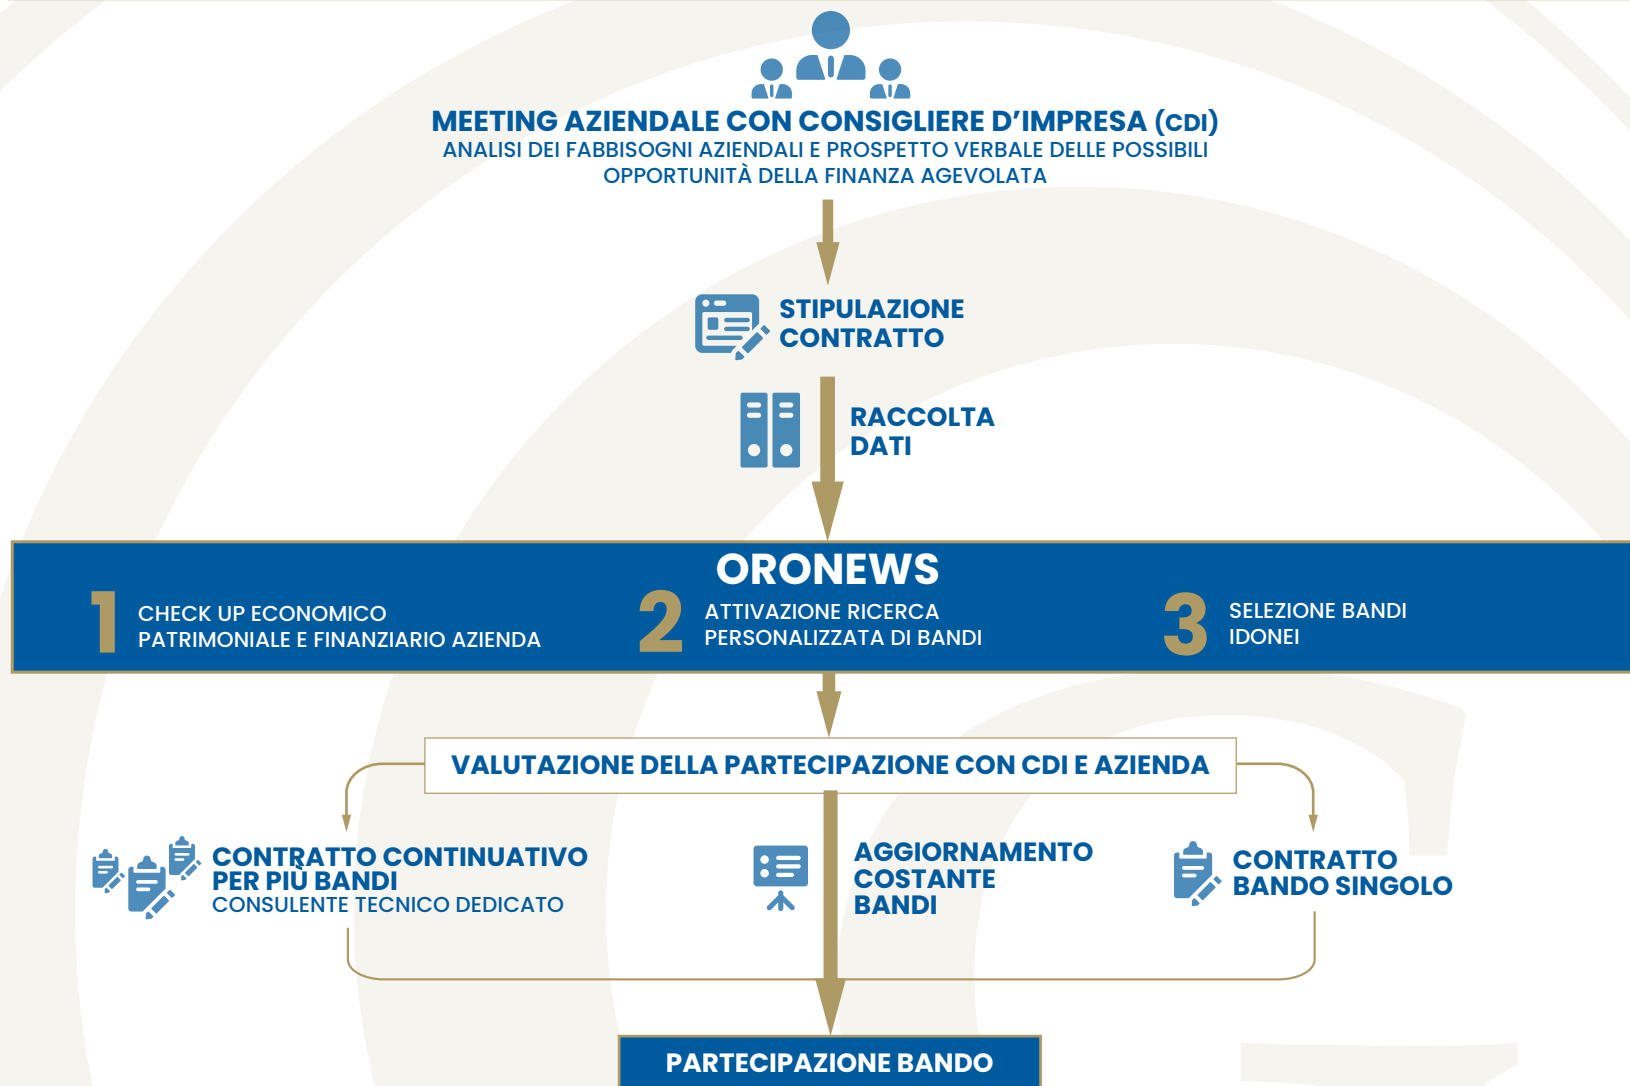 MEETING AZIENDALE CON CONSIGLIERE D’IMPRESA (CDI)
ANALISI DEI FABBISOGNI AZIENDALI E PROSPETTO VERBALE DELLE POSSIBILI
OPPORTUNITÀ DELLA FINANZA AGEVOLATA
STIPULAZIONE
CONTRATTO
RACCOLTA
DATI
ORONEWS
1
CHECK UP ECONOMICO
PATRIMONIALE E FINANZIARIO AZIENDA
2
ATTIVAZIONE RICERCA
PERSONALIZZATA DI BANDI
3
SELEZIONE BANDI
IDONEI
VALUTAZIONE DELLA PARTECIPAZIONE CON CDI E AZIENDA
CONTRATTO CONTINUATIVO
PER PIÙ BANDI
CONSULENTE TECNICO DEDICATO
AGGIORNAMENTO
COSTANTE
BANDI
CONTRATTO
BANDO SINGOLO
PARTECIPAZIONE BANDO